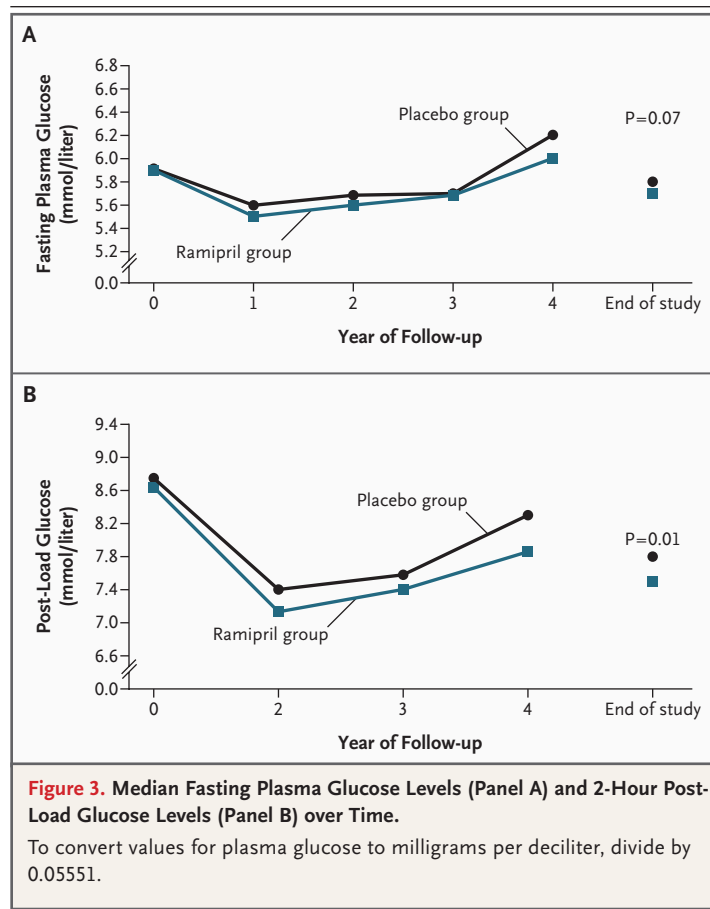 A
6.8
6.6
6.4
6.2
6.0
5.8
5.6
5.4
5.2
0.0
Fasting Plasma Glucose
(mmol/liter)
Placebo group
P=0.07
Ramipril group
0 1 2 3 4 End of study
Year of Follow-up
B
9.4
9.0
8.6
8.2
7.8
7.4
7.0
6.6
0.0
Post-Load Glucose
(mmol/liter)
Placebo group
P=0.01
Ramipril group
0 2 3 4 End of study
Year of Follow-up
Figure 3. Median Fasting Plasma Glucose Levels (Panel A) and 2-Hour Post-
Load Glucose Levels (Panel B) over Time.
To convert values for plasma glucose to milligrams per deciliter, divide by
0.05551.